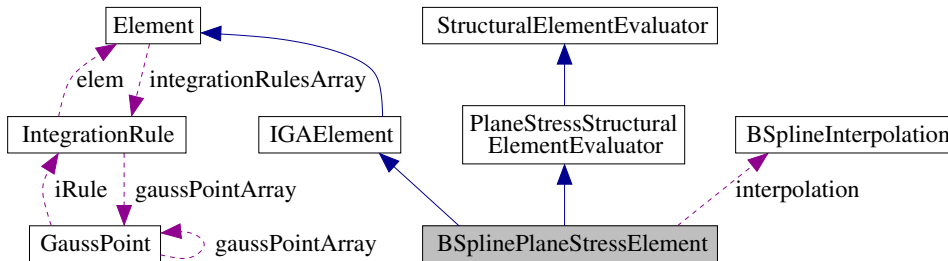 Element
StructuralElementEvaluator
elem
integrationRulesArray
IntegrationRule
IGAElement
PlaneStressStructural
ElementEvaluator
BSplineInterpolation
iRule
gaussPointArray
interpolation
GaussPoint
gaussPointArray
BSplinePlaneStressElement